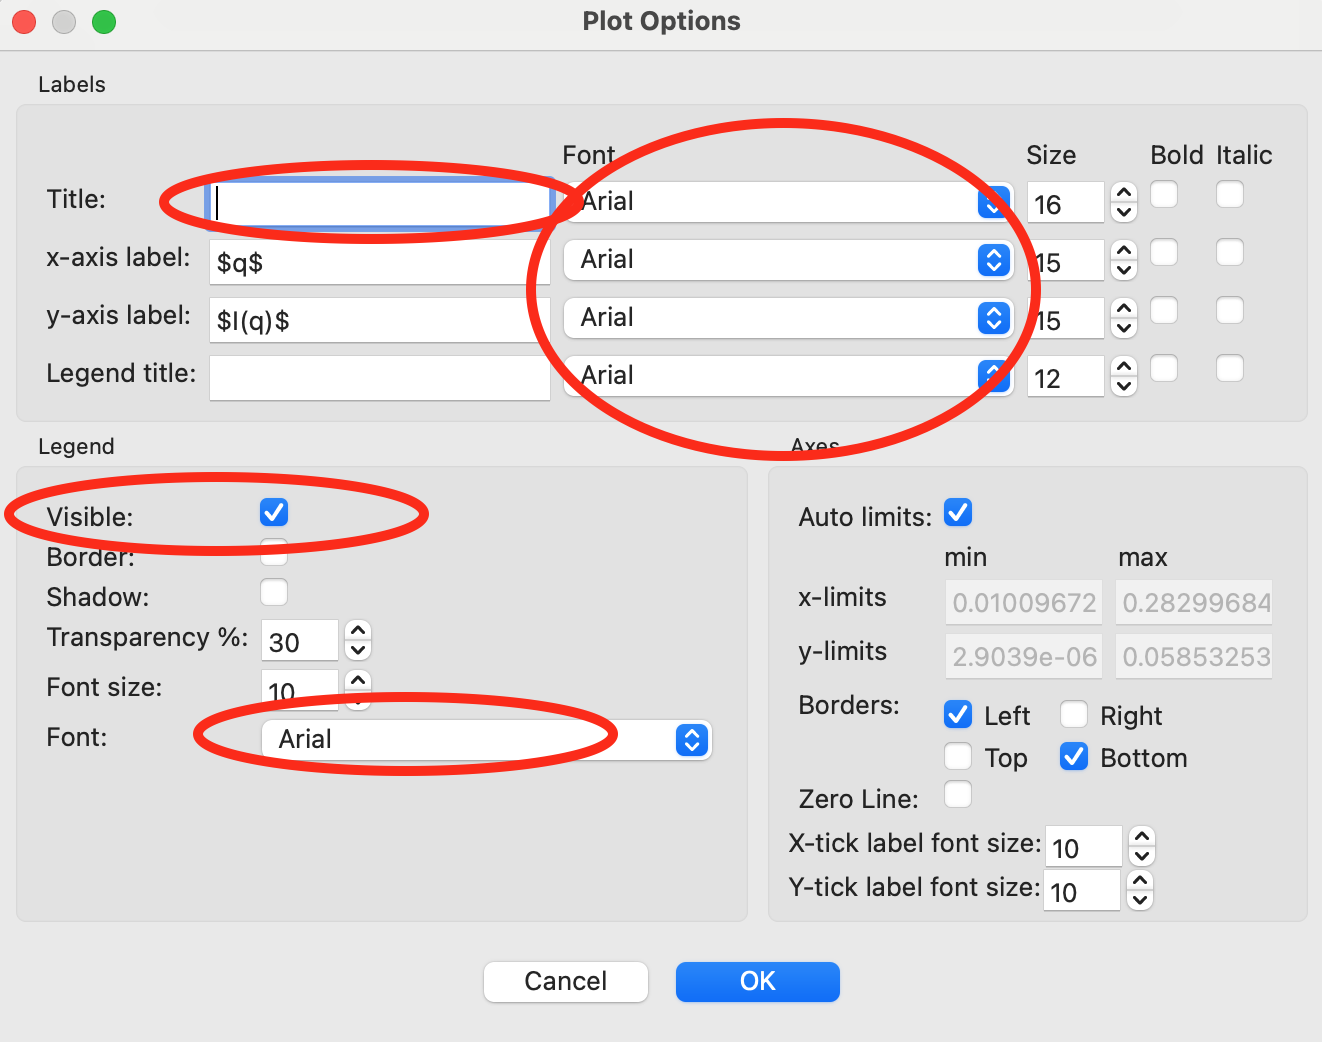 Plot Options
Labels
Font Size Bold Italic
Title: Arial 16
x-axis label: $q$ Arial 15
y-axis label: $I(q)$ Arial 15
Legend title: Arial 12
Legend
Visible:
Border:
Shadow:
Transparency %: 30
Font size: 10
Font: Arial
Axes
Auto limits:
min max
x-limits 0.01009672 0.28299684
y-limits 2.9039e-06 0.05853253
Borders: Left Right
Top Bottom
Zero Line:
X-tick label font size: 10
Y-tick label font size: 10
Cancel OK